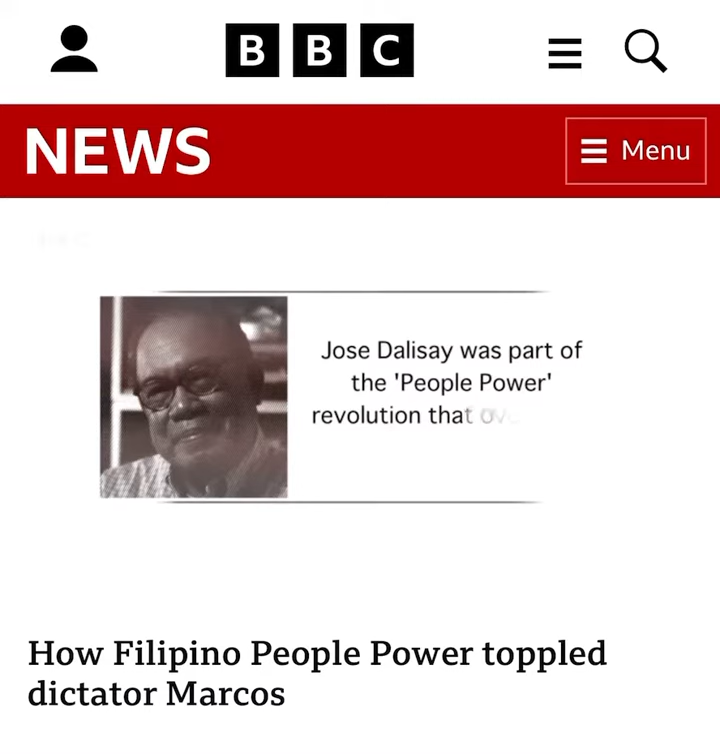 BBC
NEWS
Menu
Jose Dalisay was part of
the 'People Power'
revolution that
How Filipino People Power toppled
dictator Marcos